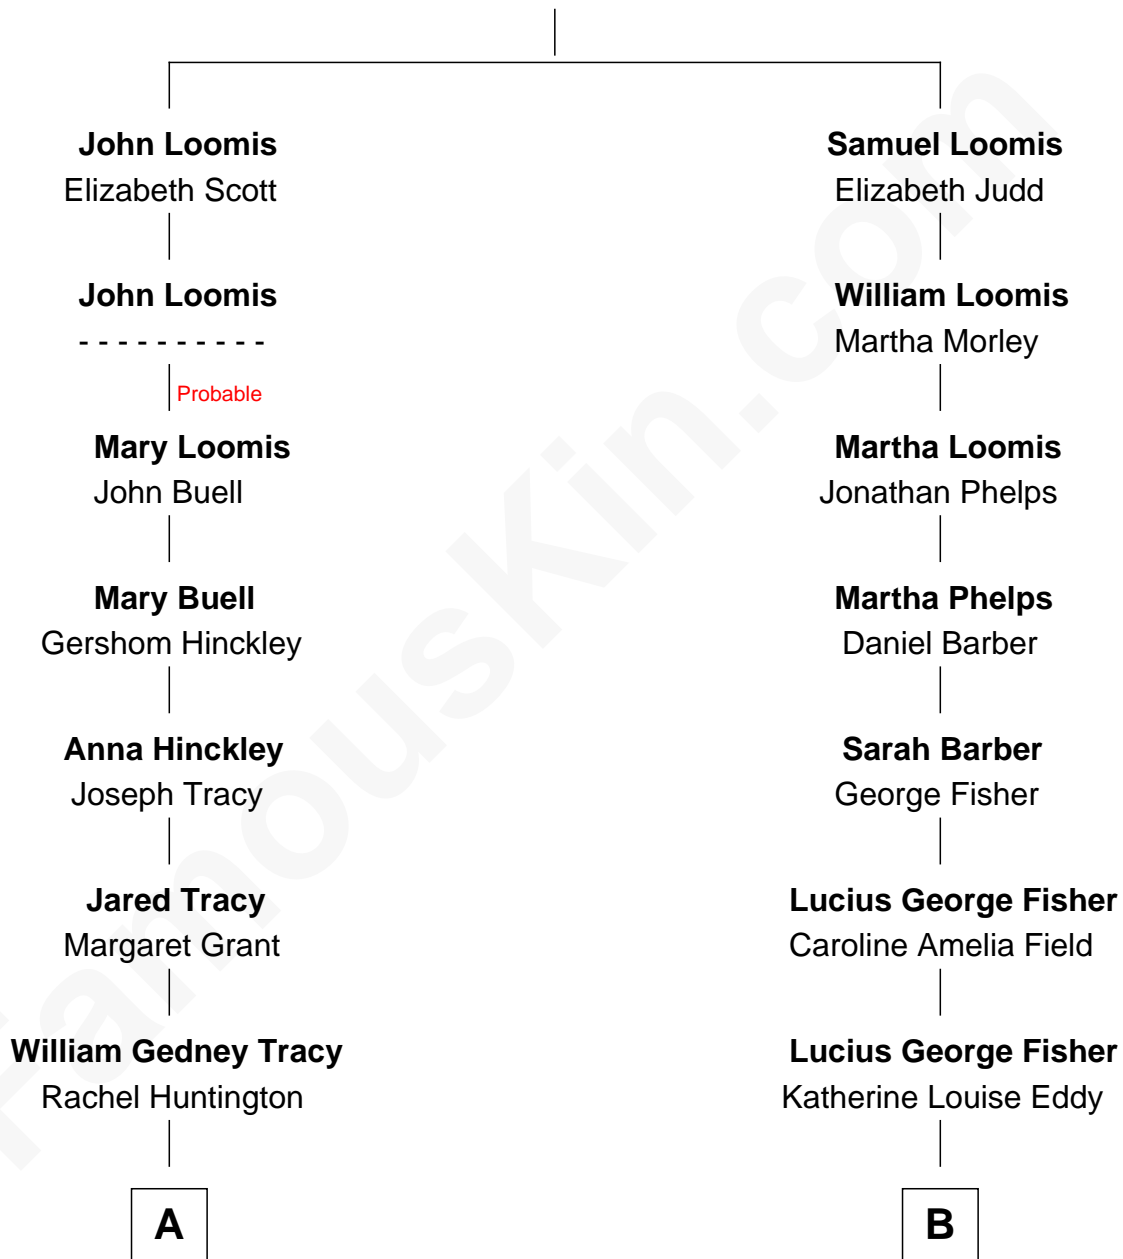 John Loomis
Elizabeth Scott
John Loomis
- - - - - - - - - -
Probable
Mary Loomis
John Buell
Mary Buell
Gershom Hinckley
Anna Hinckley
Joseph Tracy
Jared Tracy
Margaret Grant
William Gedney Tracy
Rachel Huntington
A
Samuel Loomis
Elizabeth Judd
William Loomis
Martha Morley
Martha Loomis
Jonathan Phelps
Martha Phelps
Daniel Barber
Sarah Barber
George Fisher
Lucius George Fisher
Caroline Amelia Field
Lucius George Fisher
Katherine Louise Eddy
B
FamousKin.com